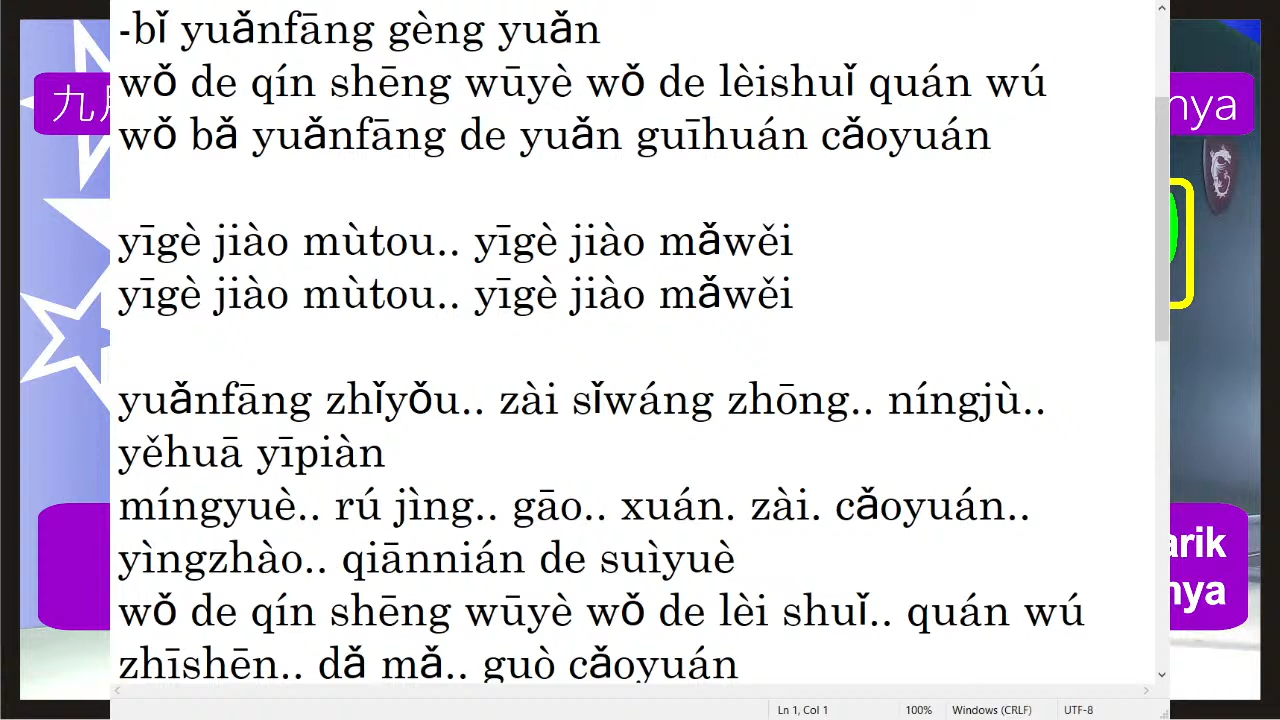 -bǐ yuǎnfāng gèng yuǎn
wǒ de qín shēng wūyè wǒ de lèishuǐ quán wú
wǒ bǎ yuǎnfāng de yuǎn guīhuán cǎoyuán
yīgè jiào mùtou.. yīgè jiào mǎwěi
yīgè jiào mùtou.. yīgè jiào mǎwěi
yuǎnfāng zhǐyǒu.. zài sǐwáng zhōng.. níngjù..
yěhuā yīpiàn
míngyuè.. rú jìng.. gāo.. xuán. zài. cǎoyuán..
yìngzhào.. qiānnián de suìyuè
wǒ de qín shēng wūyè wǒ de lèi shuǐ.. quán wú
zhīshēn.. dǎ mǎ.. guò cǎoyuán
九
nya
arik
nya
Ln 1, Col 1
100%
Windows (CRLF)
UTF-8